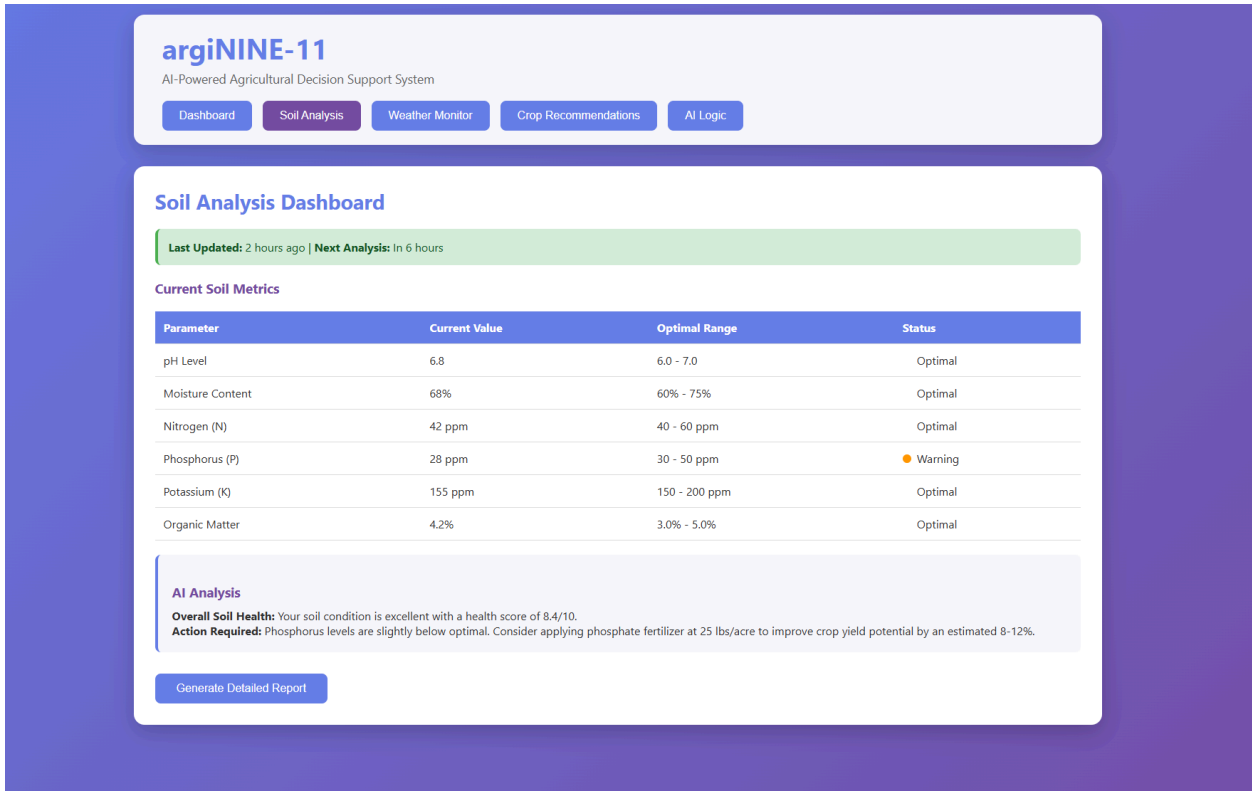 argiNINE-11
AI-Powered Agricultural Decision Support System
Dashboard Soil Analysis Weather Monitor Crop Recommendations AI Logic
Soil Analysis Dashboard
Last Updated: 2 hours ago | Next Analysis: In 6 hours
Current Soil Metrics
Parameter Current Value Optimal Range Status
pH Level 6.8 6.0 - 7.0 Optimal
Moisture Content 68% 60% - 75% Optimal
Nitrogen (N) 42 ppm 40 - 60 ppm Optimal
Phosphorus (P) 28 ppm 30 - 50 ppm Warning
Potassium (K) 155 ppm 150 - 200 ppm Optimal
Organic Matter 4.2% 3.0% - 5.0% Optimal
AI Analysis
Overall Soil Health: Your soil condition is excellent with a health score of 8.4/10.
Action Required: Phosphorus levels are slightly below optimal. Consider applying phosphate fertilizer at 25 lbs/acre to improve crop yield potential by an estimated 8-12%.
Generate Detailed Report